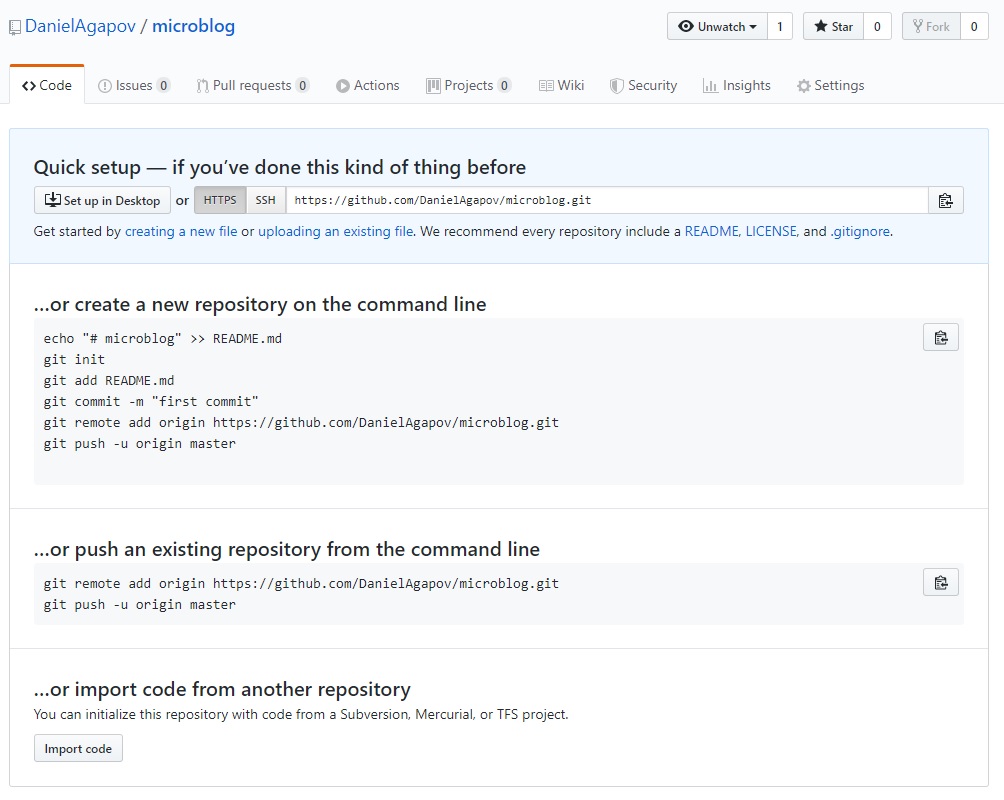 DanielAgapov / microblog
Unwatch 1 Star 0 Fork 0
Code Issues 0 Pull requests 0 Actions Projects 0 Wiki Security Insights Settings
Quick setup — if you’ve done this kind of thing before
Set up in Desktop or HTTPS SSH https://github.com/DanielAgapov/microblog.git
Get started by creating a new file or uploading an existing file. We recommend every repository include a README, LICENSE, and .gitignore.
…or create a new repository on the command line
echo "# microblog" >> README.md
git init
git add README.md
git commit -m "first commit"
git remote add origin https://github.com/DanielAgapov/microblog.git
git push -u origin master
…or push an existing repository from the command line
git remote add origin https://github.com/DanielAgapov/microblog.git
git push -u origin master
…or import code from another repository
You can initialize this repository with code from a Subversion, Mercurial, or TFS project.
Import code